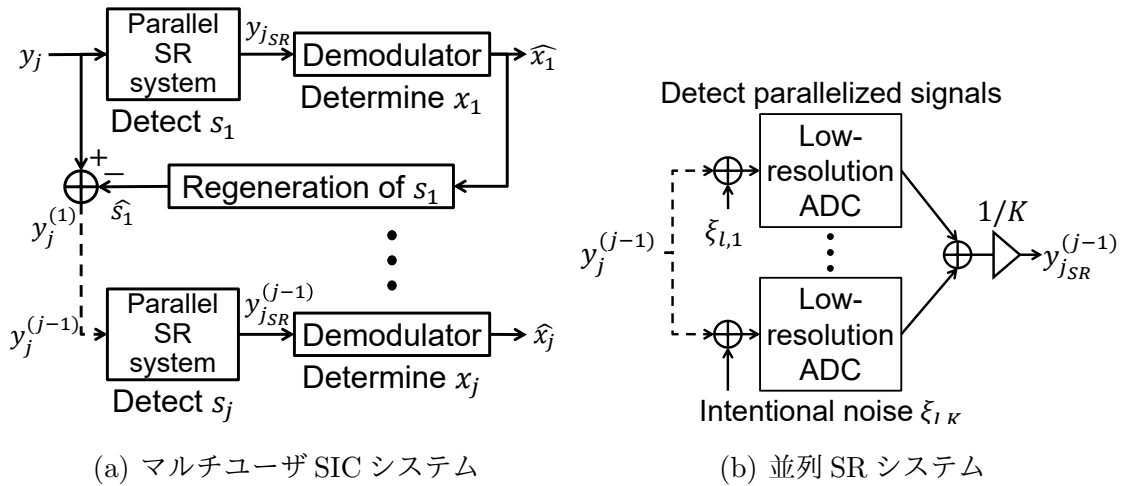 y_j
Parallel
SR
system
y_{j_{SR}}
Demodulator
\widehat{x_1}
Detect s_1
Determine x_1
+
−
Regeneration of s_1
\widehat{s_1}
y_j^{(1)}
y_j^{(j-1)}
Parallel
SR
system
y_{j_{SR}}^{(j-1)}
Demodulator
\widehat{x_j}
Detect s_j
Determine x_j
(a) マルチユーザ SIC システム
Detect parallelized signals
Low-
resolution
ADC
ξ_{l,1}
1/K
y_j^{(j-1)}
y_{j_{SR}}^{(j-1)}
Low-
resolution
ADC
Intentional noise ξ_{l,K}
(b) 並列 SR システム